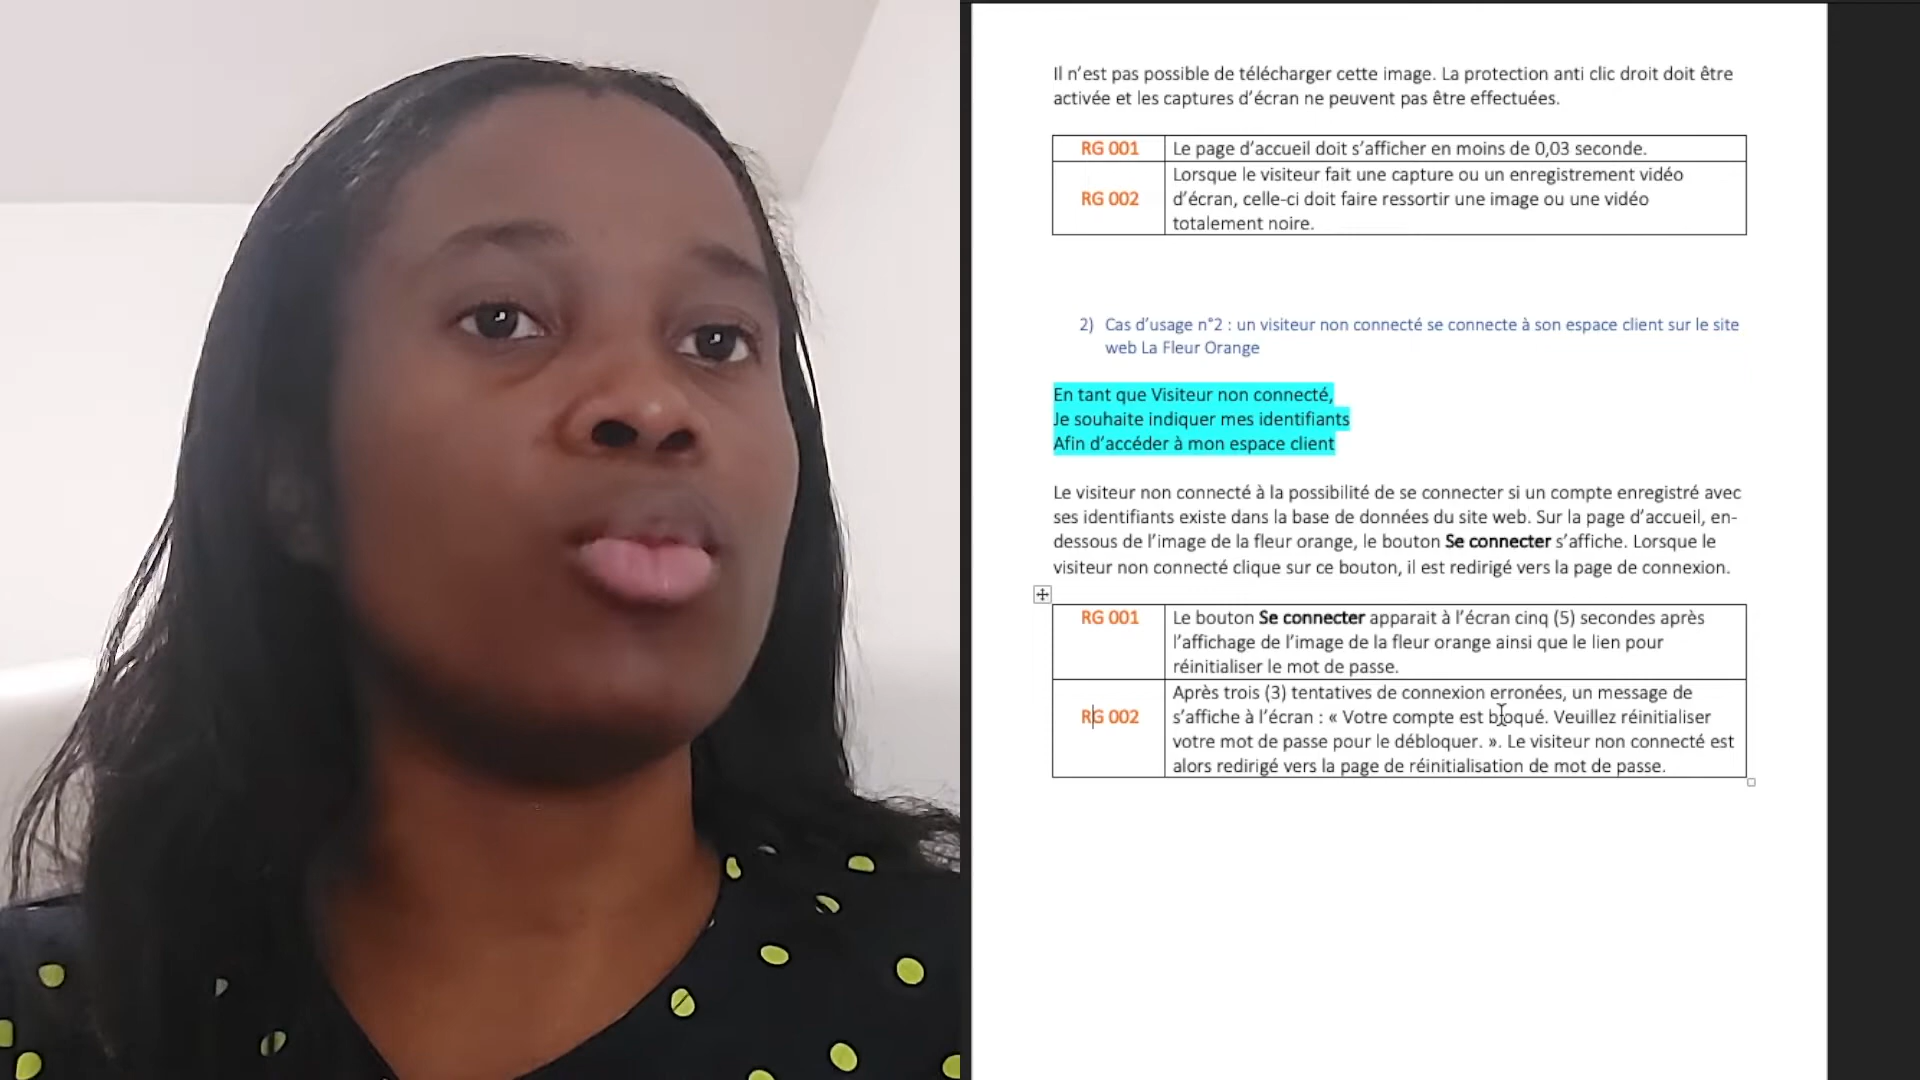 Il n'est pas possible de télécharger cette image. La protection anti clic droit doit être
activée et les captures d'écran ne peuvent pas être effectuées.
RG 001 Le page d'accueil doit s'afficher en moins de 0,03 seconde.
Lorsque le visiteur fait une capture ou un enregistrement vidéo
RG 002 d'écran, celle-ci doit faire ressortir une image ou une vidéo
totalement noire.
2) Cas d'usage n°2 : un visiteur non connecté se connecte à son espace client sur le site
web La Fleur Orange
En tant que Visiteur non connecté,
Je souhaite indiquer mes identifiants
Afin d'accéder à mon espace client
Le visiteur non connecté à la possibilité de se connecter si un compte enregistré avec
ses identifiants existe dans la base de données du site web. Sur la page d'accueil, en-
dessous de l'image de la fleur orange, le bouton Se connecter s'affiche. Lorsque le
visiteur non connecté clique sur ce bouton, il est redirigé vers la page de connexion.
RG 001 Le bouton Se connecter apparait à l'écran cinq (5) secondes après
l'affichage de l'image de la fleur orange ainsi que le lien pour
réinitialiser le mot de passe.
Après trois (3) tentatives de connexion erronées, un message de
RG 002 s'affiche à l'écran : « Votre compte est bloqué. Veuillez réinitialiser
votre mot de passe pour le débloquer. ». Le visiteur non connecté est
alors redirigé vers la page de réinitialisation de mot de passe.